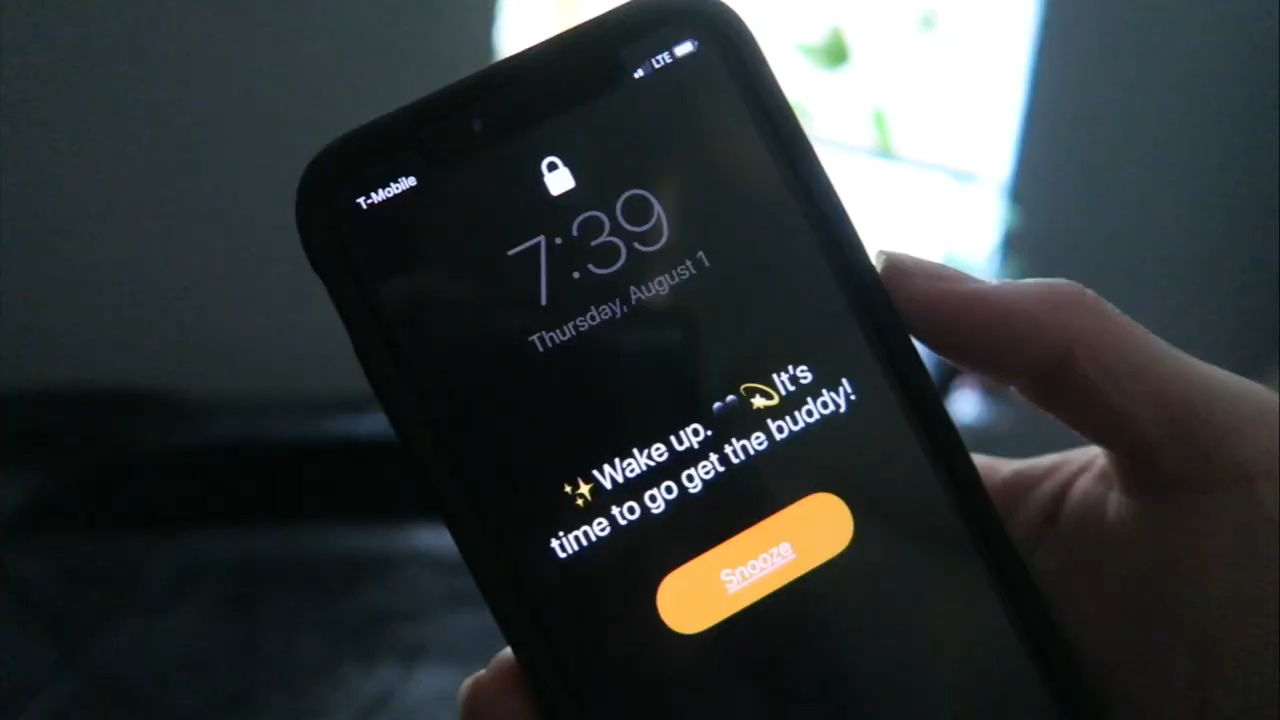 T-Mobile
LTE
7:39
Thursday, August 1
✨Wake up. 🖤💫It's
time to go get the buddy!
Snooze